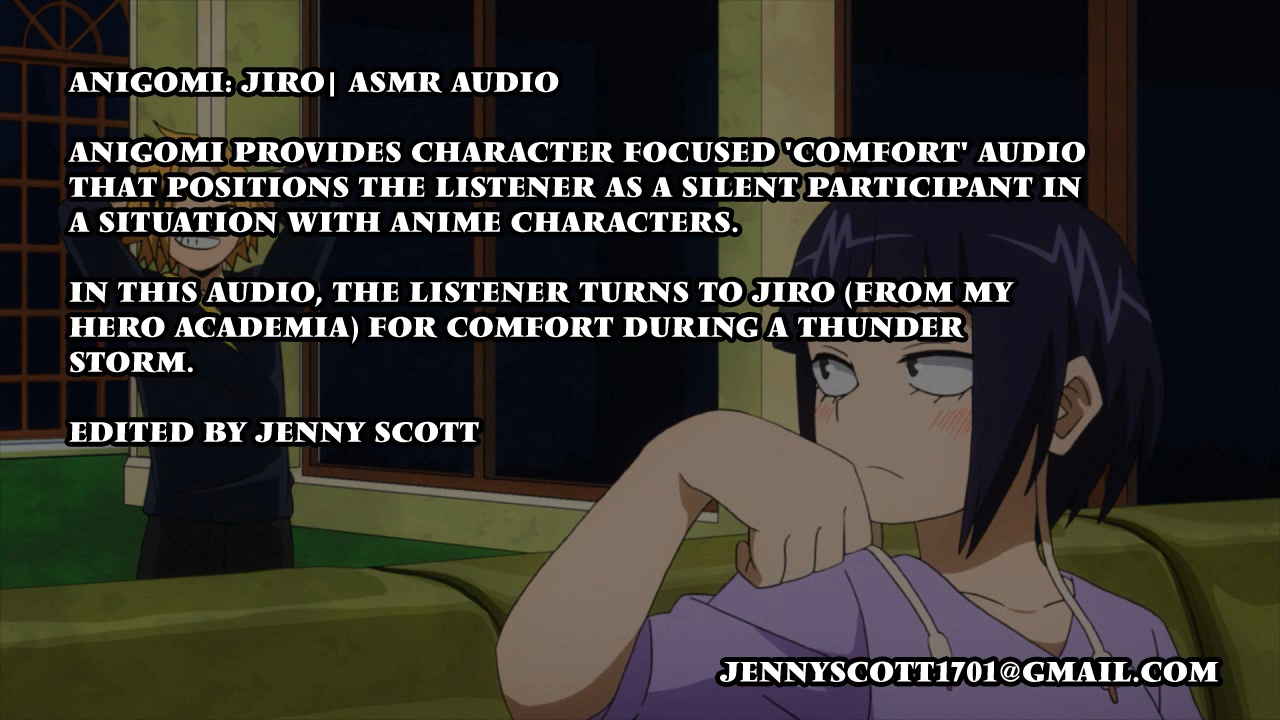 ANIGOMI: JIRO| ASMR AUDIO
ANIGOMI PROVIDES CHARACTER FOCUSED 'COMFORT' AUDIO
THAT POSITIONS THE LISTENER AS A SILENT PARTICIPANT IN
A SITUATION WITH ANIME CHARACTERS.
IN THIS AUDIO, THE LISTENER TURNS TO JIRO (FROM MY
HERO ACADEMIA) FOR COMFORT DURING A THUNDER
STORM.
EDITED BY JENNY SCOTT
JENNYSCOTT1701@GMAIL.COM